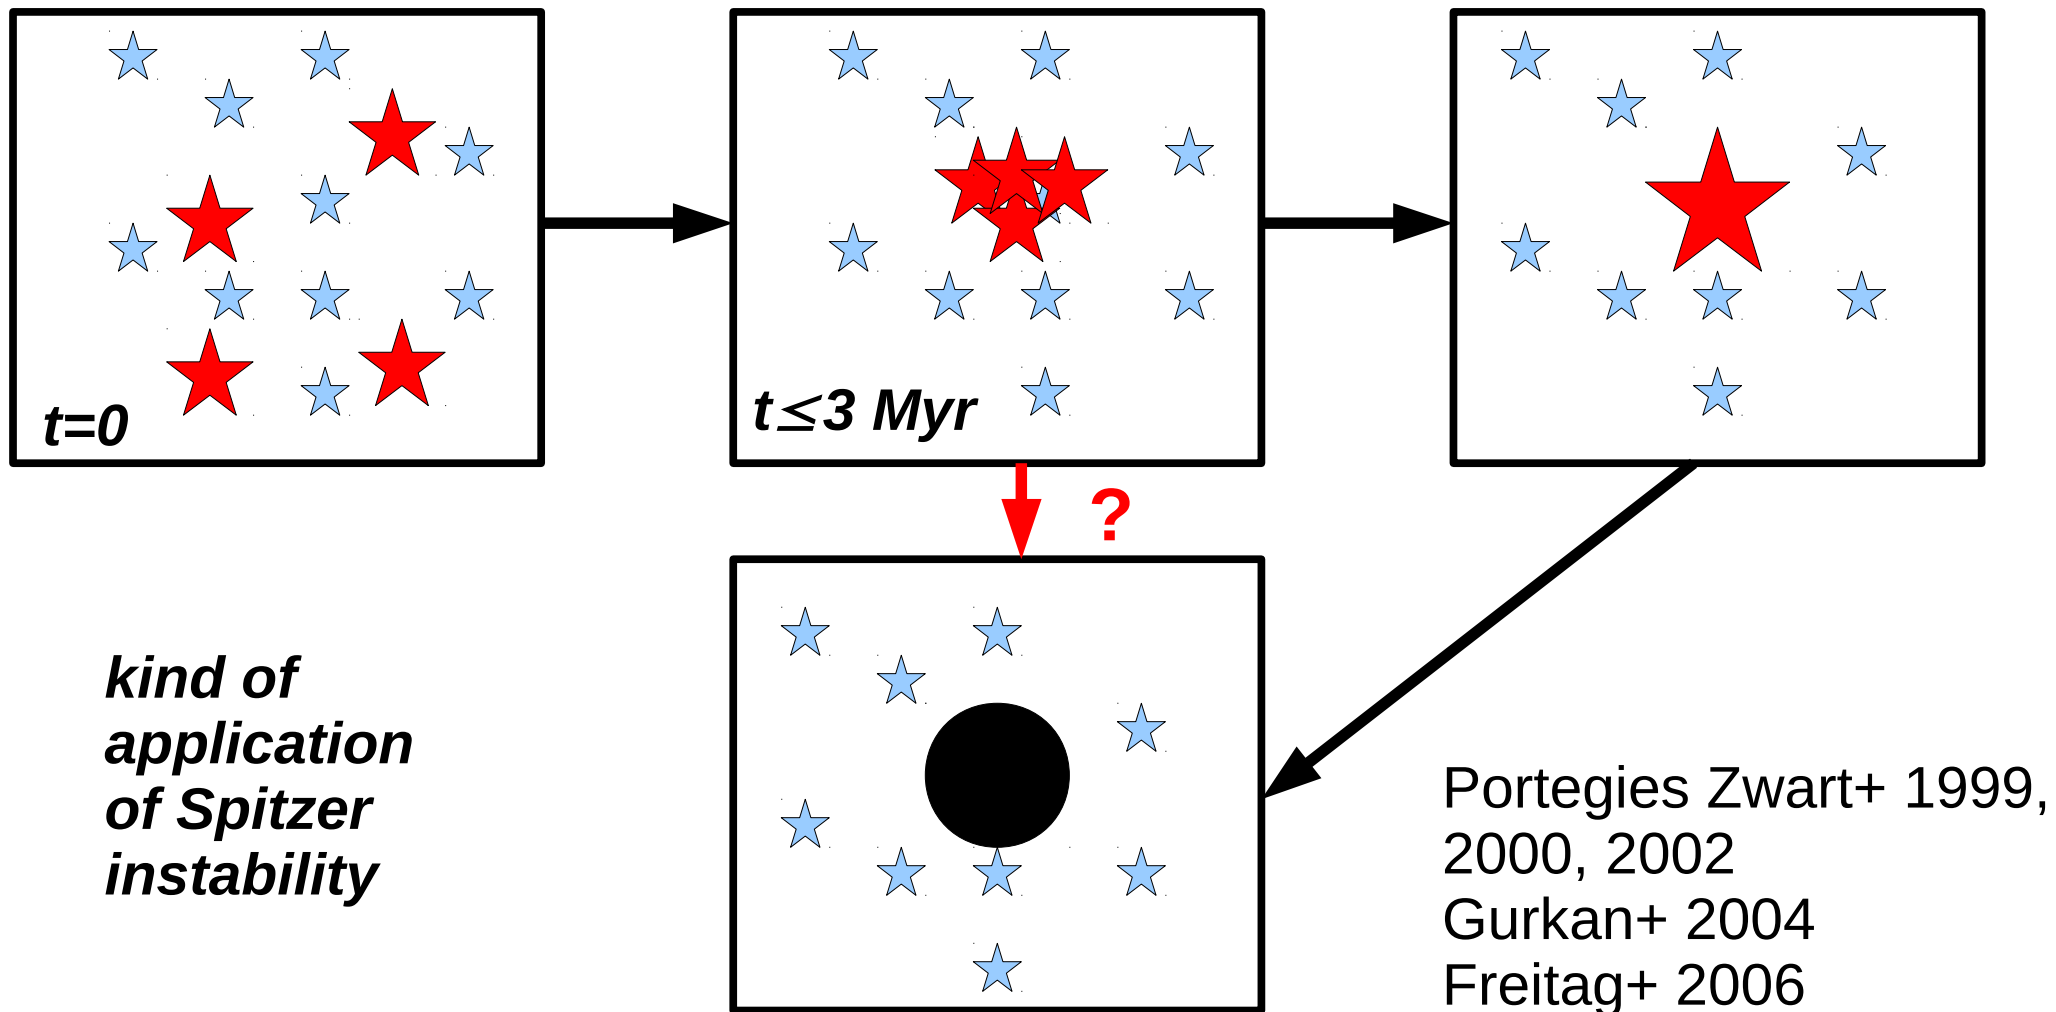 t=0
t≤3 Myr
?
kind of
application
of Spitzer
instability
Portegies Zwart+ 1999,
2000, 2002
Gurkan+ 2004
Freitag+ 2006